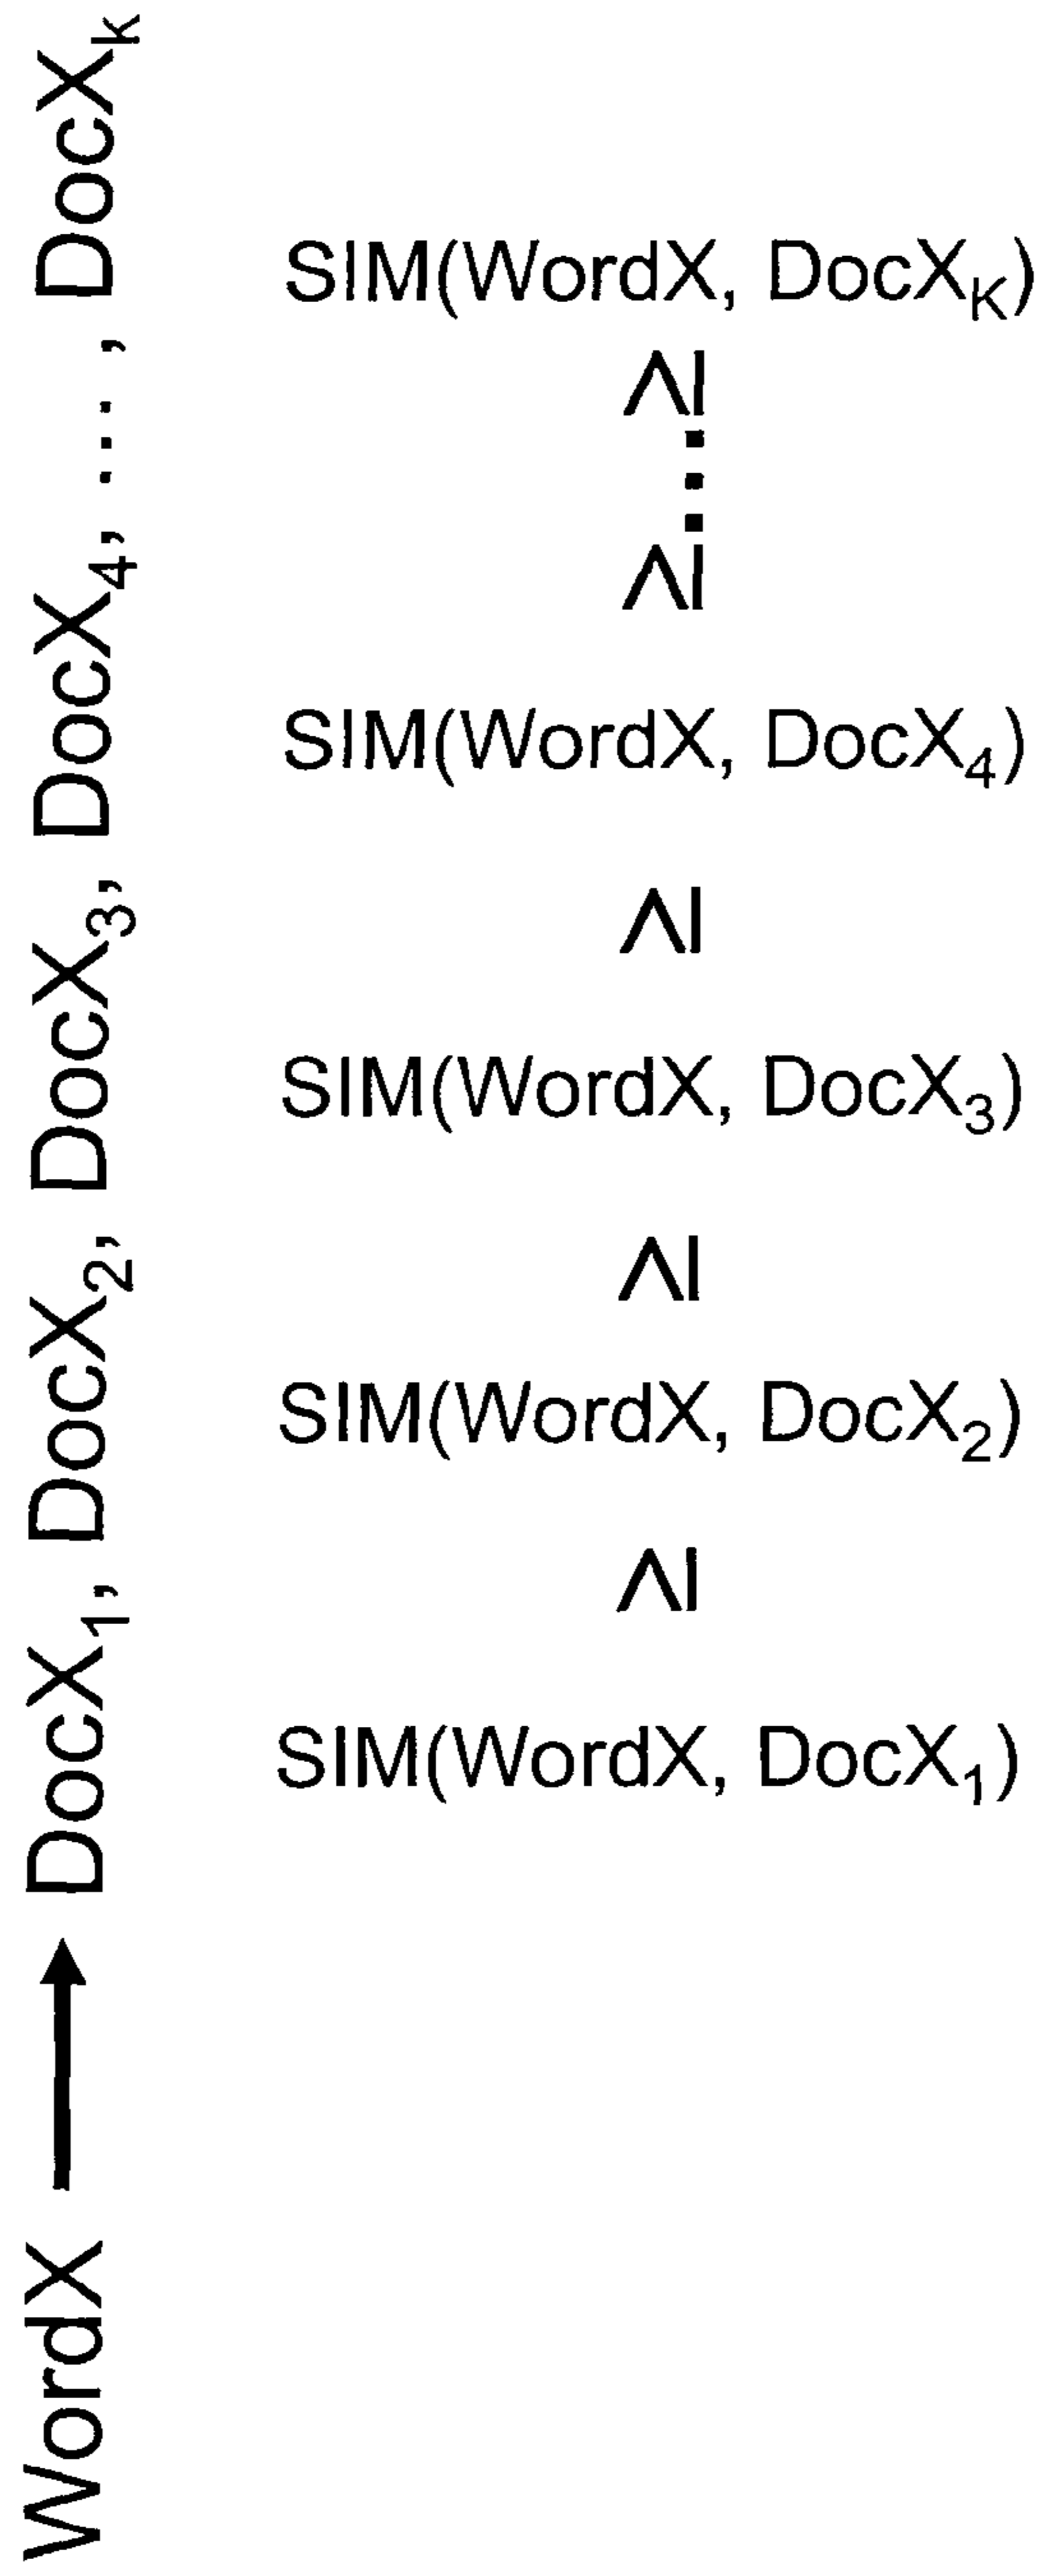 WordX → DocX₁, DocX₂, DocX₃, DocX₄, ... , DocXₖ
SIM(WordX, DocX₁)
≥
SIM(WordX, DocX₂)
≥
SIM(WordX, DocX₃)
≥
SIM(WordX, DocX₄)
≥ ... ≥
SIM(WordX, DocX_K)